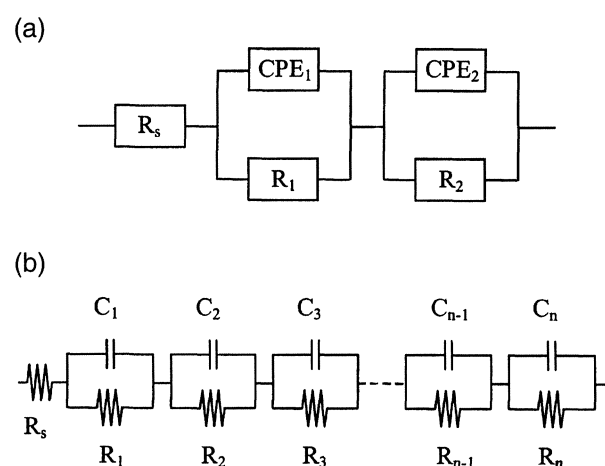 (a)
CPE₁ CPE₂
Rₛ
R₁ R₂
(b)
C₁ C₂ C₃ Cₙ₋₁ Cₙ
Rₛ
R₁ R₂ R₃ Rₙ₋₁ Rₙ